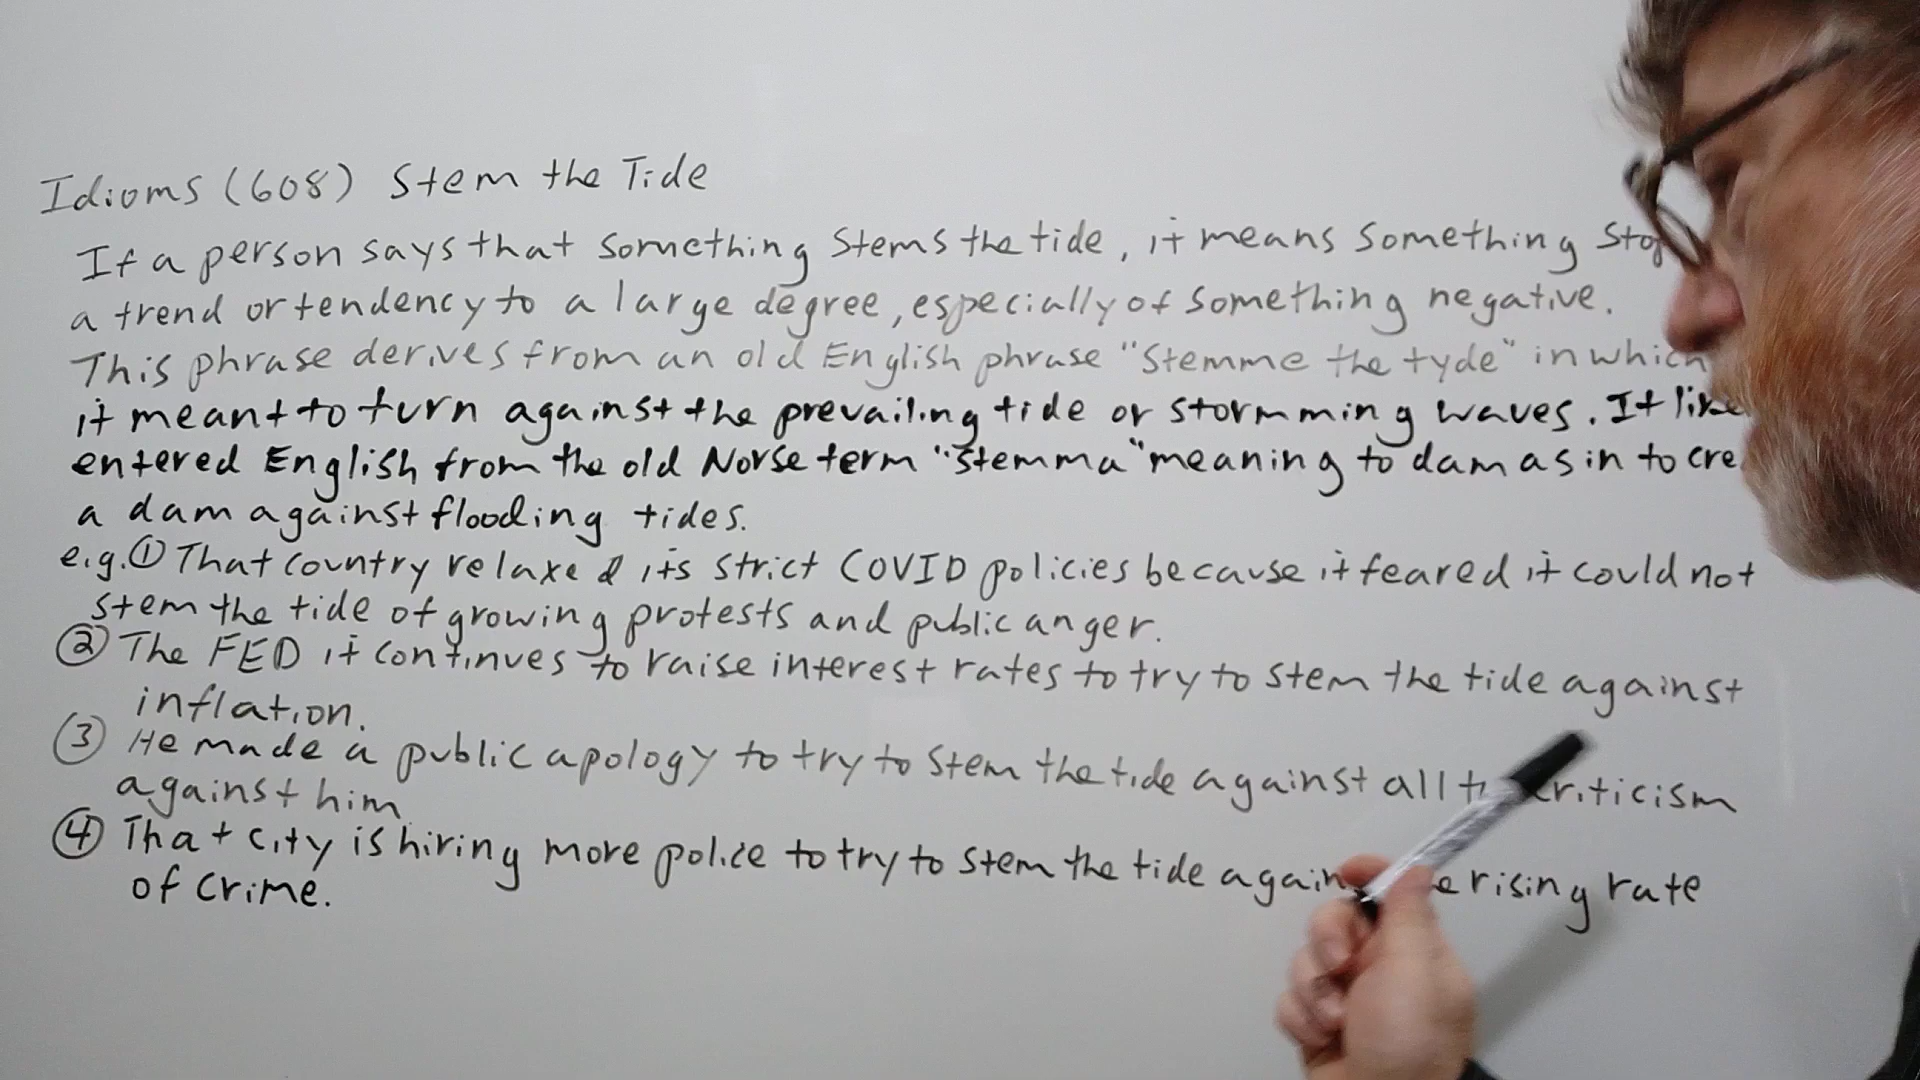 Idioms (608) Stem the Tide
If a person says that something stems the tide, it means something
a trend or tendency to a large degree, especially of something negative.
This phrase derives from an old English phrase "Stemme the tyde" in which
it meant to turn against the prevailing tide or stormming waves. It
entered English from the old Norse term "stemma" meaning to dam as in to
a dam against flooding tides.
e.g. ① That country relaxed its strict COVID policies because it feared it could not
stem the tide of growing protests and public anger.
② The FED it continues to raise interest rates to try to stem the tide against
inflation.
③ He made a public apology to try to stem the tide against all criticism
against him.
④ That city is hiring more police to try to stem the tide rising rate
of crime.